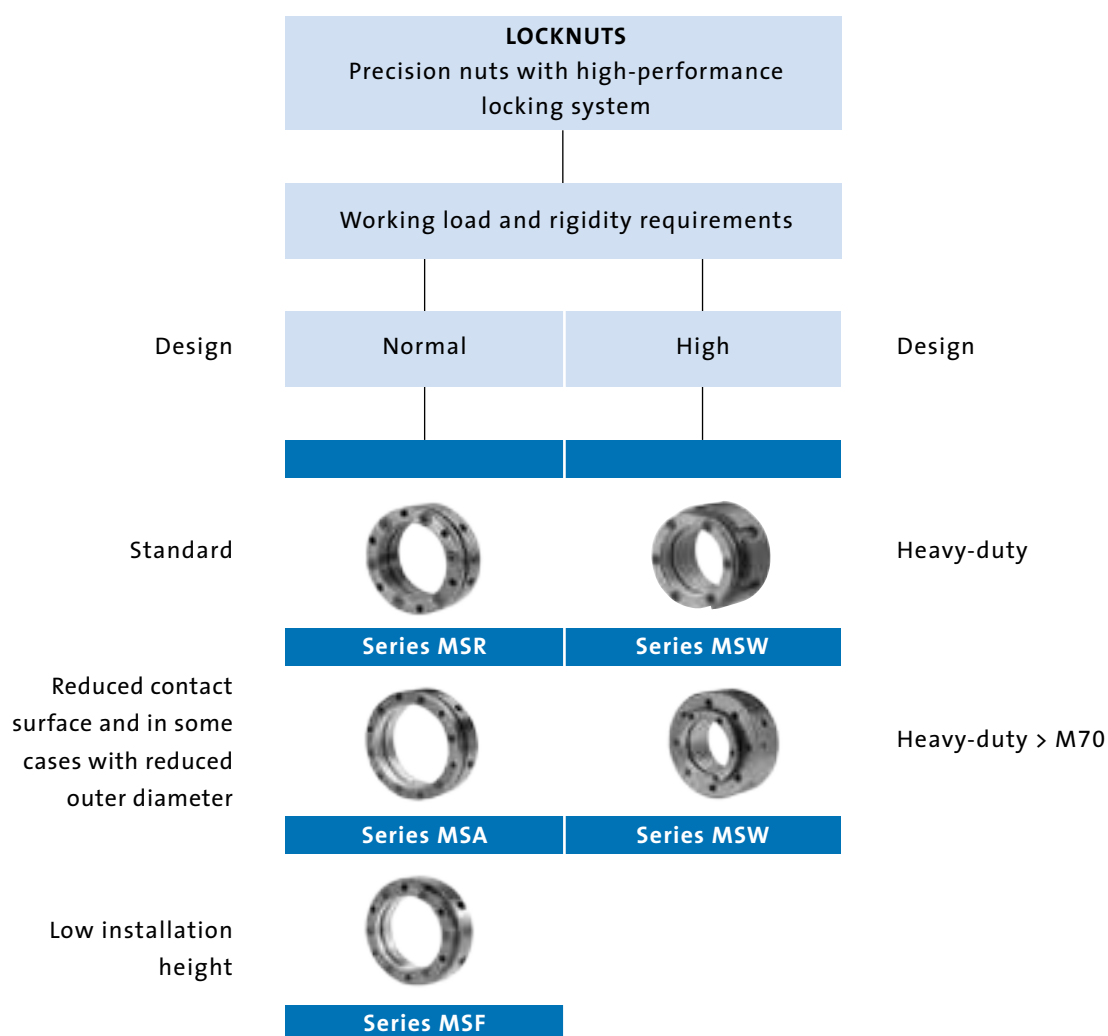 LOCKNUTS
Precision nuts with high-performance
locking system
Working load and rigidity requirements
Design
Normal
High
Design
Standard
Heavy-duty
Series MSR
Series MSW
Reduced contact
surface and in some
cases with reduced
outer diameter
Heavy-duty > M70
Series MSA
Series MSW
Low installation
height
Series MSF